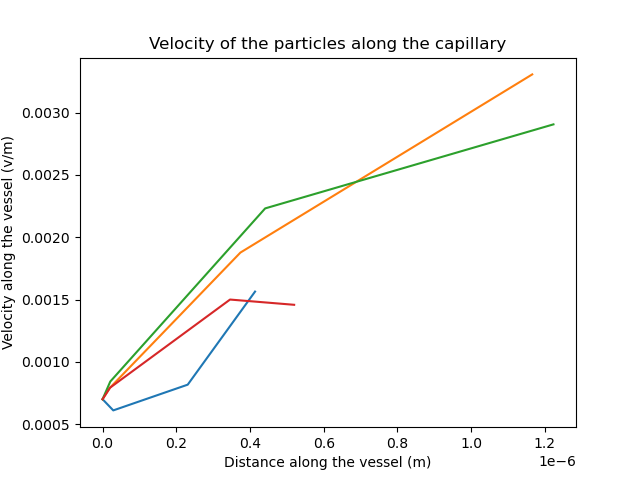 Velocity of the particles along the capillary
Velocity along the vessel (v/m)
0.0030
0.0025
0.0020
0.0015
0.0010
0.0005
0.0 0.2 0.4 0.6 0.8 1.0 1.2
1e−6
Distance along the vessel (m)